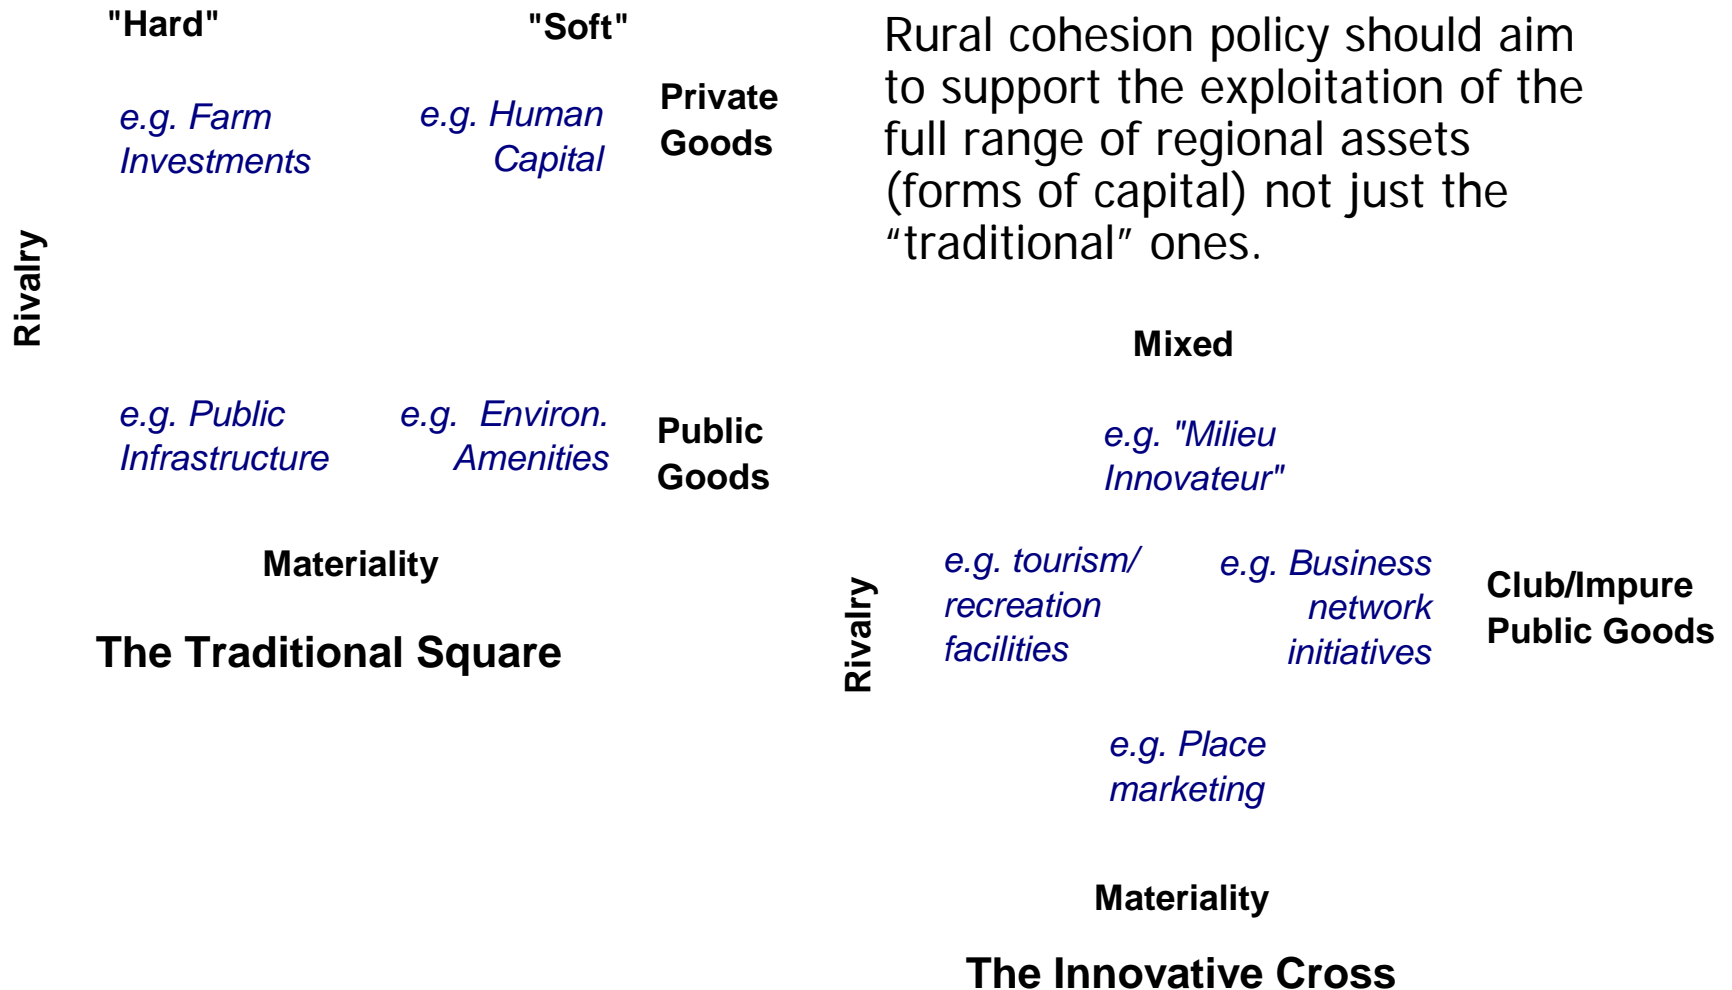 "Hard"
"Soft"
e.g. Farm
Investments
e.g. Human
Capital
Private
Goods
Rivalry
e.g. Public
Infrastructure
e.g. Environ.
Amenities
Public
Goods
Materiality
The Traditional Square
Rural cohesion policy should aim
to support the exploitation of the
full range of regional assets
(forms of capital) not just the
“traditional” ones.
Mixed
e.g. "Milieu
Innovateur"
e.g. tourism/
recreation
facilities
e.g. Business
network
initiatives
Club/Impure
Public Goods
Rivalry
e.g. Place
marketing
Materiality
The Innovative Cross